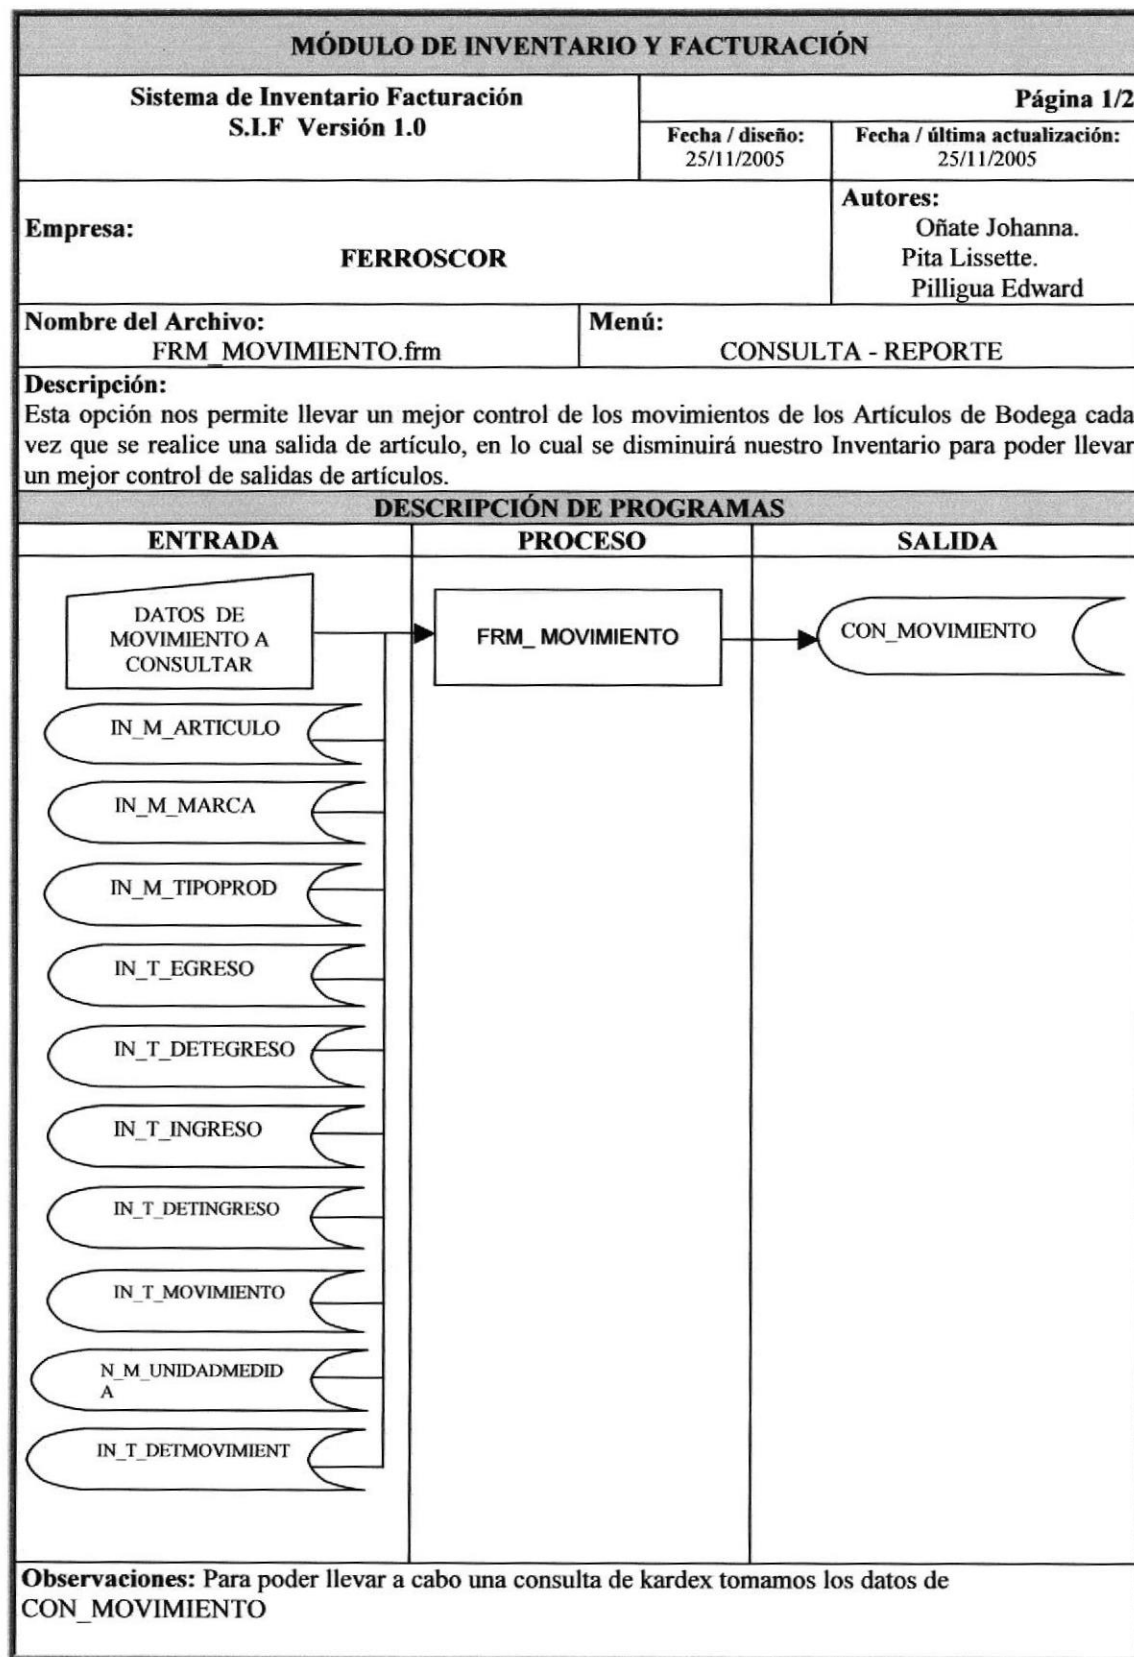 MÓDULO DE INVENTARIO Y FACTURACIÓN
Sistema de Inventario Facturación
S.I.F Versión 1.0
Página 1/2
Fecha / diseño:
25/11/2005
Fecha / última actualización:
25/11/2005
Empresa:
FERROSCOR
Autores:
Oñate Johanna.
Pita Lissette.
Pilligua Edward
Nombre del Archivo:
FRM_MOVIMIENTO.frm
Menú:
CONSULTA - REPORTE
Descripción:
Esta opción nos permite llevar un mejor control de los movimientos de los Artículos de Bodega cada
vez que se realice una salida de artículo, en lo cual se disminuirá nuestro Inventario para poder llevar
un mejor control de salidas de artículos.
DESCRIPCIÓN DE PROGRAMAS
ENTRADA
PROCESO
SALIDA
DATOS DE
MOVIMIENTO A
CONSULTAR
FRM_ MOVIMIENTO
CON_MOVIMIENTO
IN_M_ARTICULO
IN_M_MARCA
IN_M_TIPOPROD
IN_T_EGRESO
IN_T_DETEGRESO
IN_T_INGRESO
IN_T_DETINGRESO
IN_T_MOVIMIENTO
N_M_UNIDADMEDID
A
IN_T_DETMOVIMIENT
Observaciones: Para poder llevar a cabo una consulta de kardex tomamos los datos de
CON_MOVIMIENTO